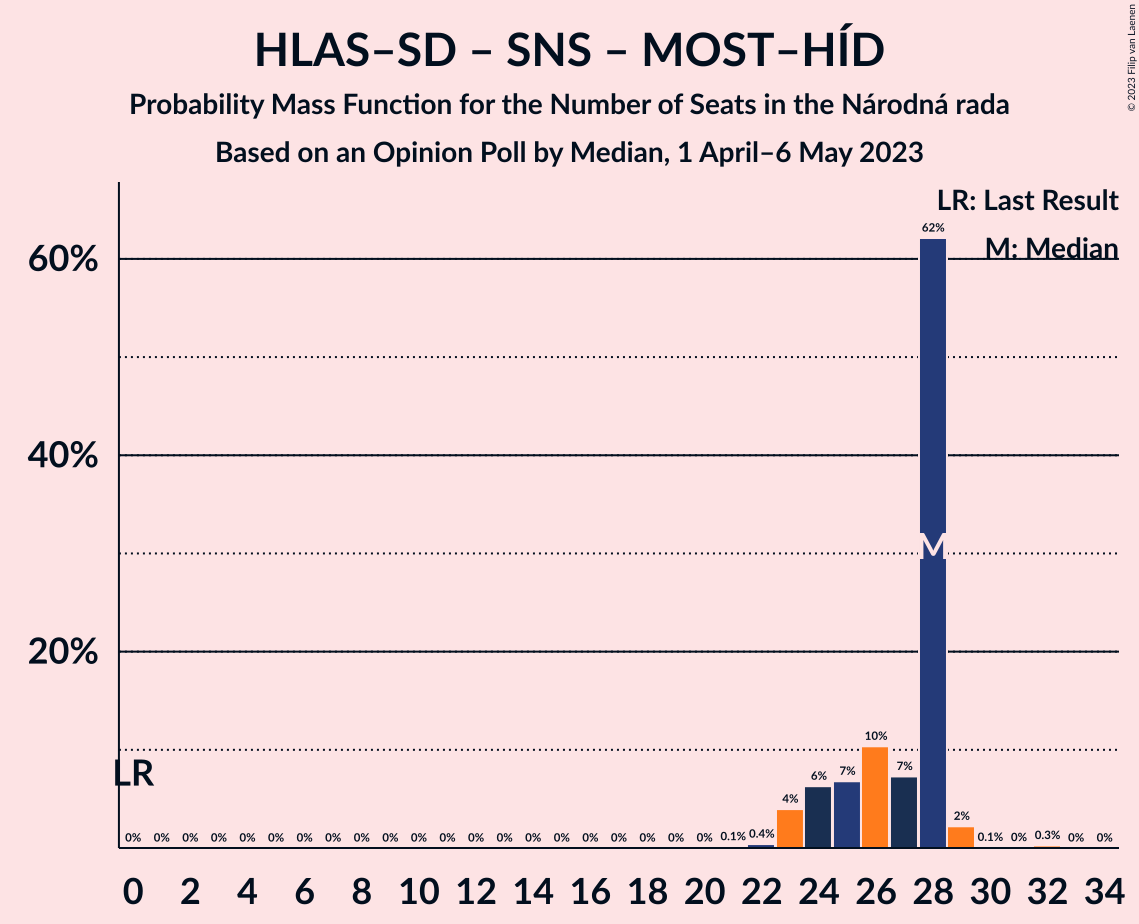 HLAS–SD – SNS – MOST–HÍD
Probability Mass Function for the Number of Seats in the Národná rada
Based on an Opinion Poll by Median, 1 April–6 May 2023
© 2023 Filip van Laenen
LR: Last Result
M: Median
60%
40%
20%
62%
M
LR
0% 0% 0% 0% 0% 0% 0% 0% 0% 0% 0% 0% 0% 0% 0% 0% 0% 0% 0% 0% 0% 0.1% 0.4% 4% 6% 7% 10% 7% 2% 0.1% 0% 0.3% 0% 0%
0 2 4 6 8 10 12 14 16 18 20 22 24 26 28 30 32 34